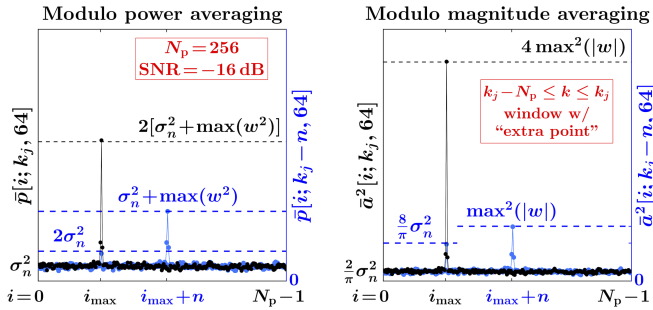 Modulo power averaging
N_p = 256
SNR = −16 dB
2[σ_n^2 + max(w^2)]
σ_n^2 + max(w^2)
2σ_n^2
σ_n^2
p̄[i; k_j, 64]
p̄[i; k_j − n, 64]
0
i = 0
i_max
i_max + n
N_p − 1
Modulo magnitude averaging
4 max^2(|w|)
k_j − N_p ≤ k ≤ k_j
window w/
“extra point”
8/π σ_n^2
max^2(|w|)
2/π σ_n^2
ā^2[i; k_j, 64]
ā^2[i; k_j − n, 64]
0
i = 0
i_max
i_max + n
N_p − 1